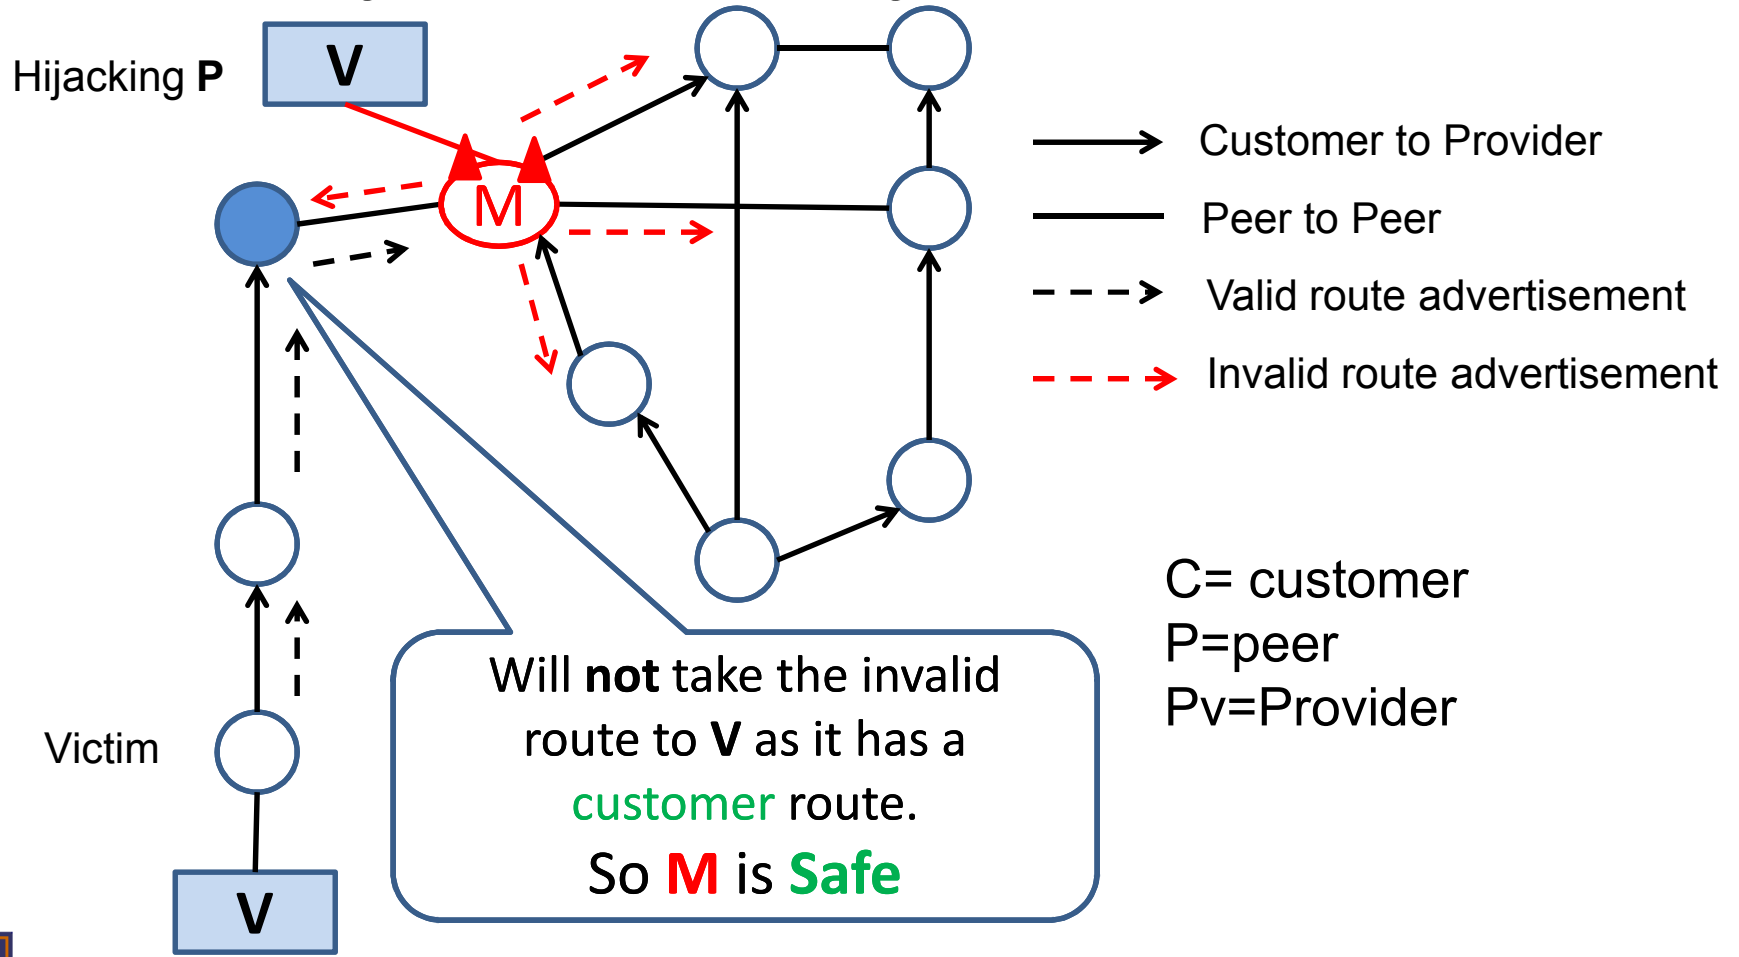 Hijacking P
V
M
Customer to Provider
Peer to Peer
Valid route advertisement
Invalid route advertisement
C= customer
P=peer
Pv=Provider
Will not take the invalid
route to V as it has a
customer route.
So M is Safe
Victim
V